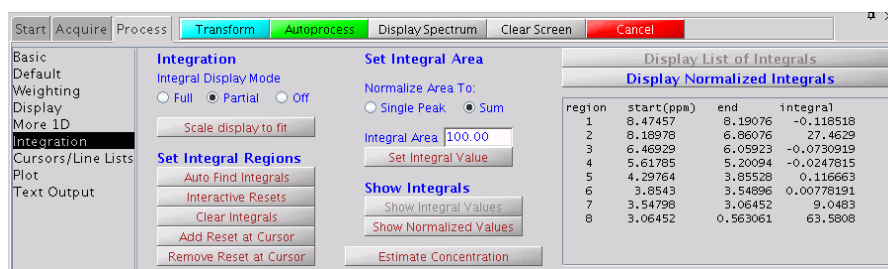 Start Acquire Process Transform Autoprocess Display Spectrum Clear Screen Cancel
Basic
Default
Weighting
Display
More 1D
Integration
Cursors/Line Lists
Plot
Text Output
Integration
Integral Display Mode
Full Partial Off
Scale display to fit
Set Integral Regions
Auto Find Integrals
Interactive Resets
Clear Integrals
Add Reset at Cursor
Remove Reset at Cursor
Set Integral Area
Normalize Area To:
Single Peak Sum
Integral Area 100.00
Set Integral Value
Show Integrals
Show Integral Values
Show Normalized Values
Estimate Concentration
Display List of Integrals
Display Normalized Integrals
region start(ppm) end integral
1 8.47457 8.19076 -0.118518
2 8.18978 6.86076 27.4629
3 6.46929 6.05923 -0.0730919
4 5.61785 5.20094 -0.0247815
5 4.29764 3.85528 0.116663
6 3.8543 3.54896 0.00778191
7 3.54798 3.06452 9.0483
8 3.06452 0.563061 63.5808